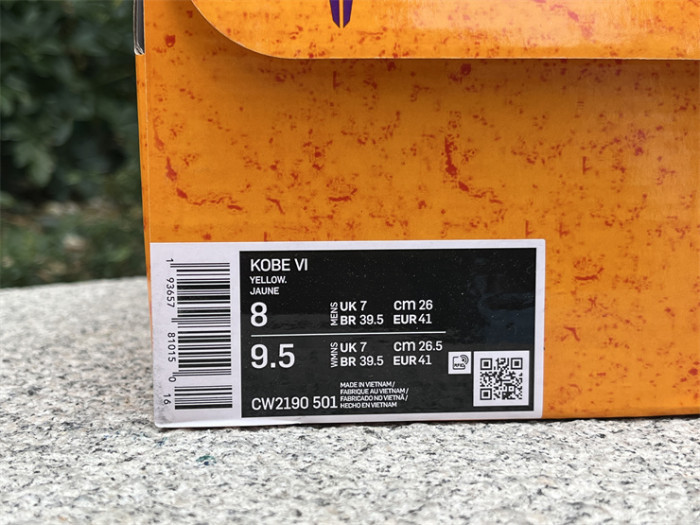 KOBE VI
YELLOW.
JAUNE
8 MENS UK 7 cm 26
BR 39.5 EUR 41
9.5 WMNS UK 7 cm 26.5
BR 39.5 EUR 41
CW2190 501
MADE IN VIETNAM /
FABRIQUE AU VIETNAM /
FABRICADO NO VIETNÃ /
HECHO EN VIETNAM
1 93657 81015 0 16